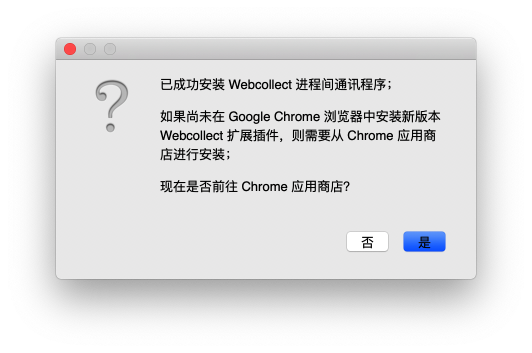 已成功安装 Webcollect 进程间通讯程序；
如果尚未在 Google Chrome 浏览器中安装新版本
Webcollect 扩展插件，则需要从 Chrome 应用商
店进行安装；
现在是否前往 Chrome 应用商店？
否
是